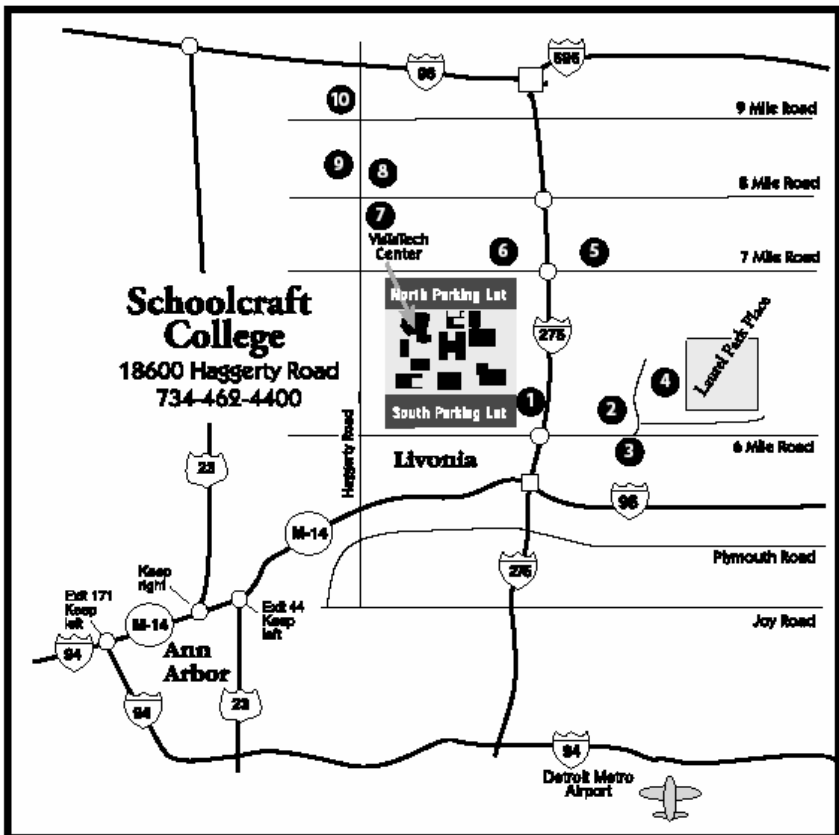 696
96
10
9 Mile Road
9
8
8 Mile Road
7
VisTaTech
Center
6
5
7 Mile Road
North Parking Lot
Schoolcraft
College
18600 Haggerty Road
734-462-4400
275
Laurel Park Place
4
1
2
South Parking Lot
3
6 Mile Road
Livonia
Haggerty Road
23
96
M-14
Plymouth Road
275
Keep
right
Exit 171
Keep
left
Exit 44
Keep
left
M-14
Joy Road
94
Ann
Arbor
94
23
94
Detroit Metro
Airport